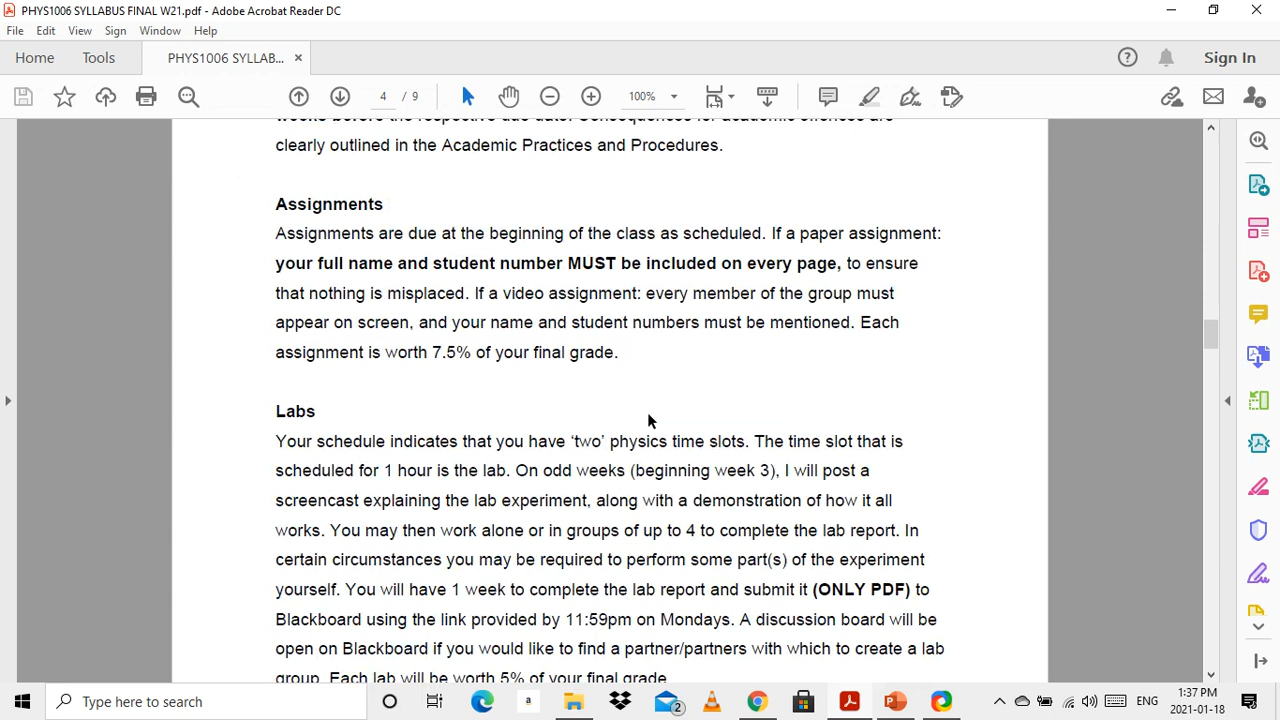 PHYS1006 SYLLABUS FINAL W21.pdf - Adobe Acrobat Reader DC
File Edit View Sign Window Help
Home Tools PHYS1006 SYLLAB... × Sign In
4 / 9 100%
weeks before the respective due date. Consequences for academic offences are
clearly outlined in the Academic Practices and Procedures.
Assignments
Assignments are due at the beginning of the class as scheduled. If a paper assignment:
your full name and student number MUST be included on every page, to ensure
that nothing is misplaced. If a video assignment: every member of the group must
appear on screen, and your name and student numbers must be mentioned. Each
assignment is worth 7.5% of your final grade.
Labs
Your schedule indicates that you have ‘two’ physics time slots. The time slot that is
scheduled for 1 hour is the lab. On odd weeks (beginning week 3), I will post a
screencast explaining the lab experiment, along with a demonstration of how it all
works. You may then work alone or in groups of up to 4 to complete the lab report. In
certain circumstances you may be required to perform some part(s) of the experiment
yourself. You will have 1 week to complete the lab report and submit it (ONLY PDF) to
Blackboard using the link provided by 11:59pm on Mondays. A discussion board will be
open on Blackboard if you would like to find a partner/partners with which to create a lab
group. Each lab will be worth 5% of your final grade.
Type here to search a 2 ENG 1:37 PM
2021-01-18